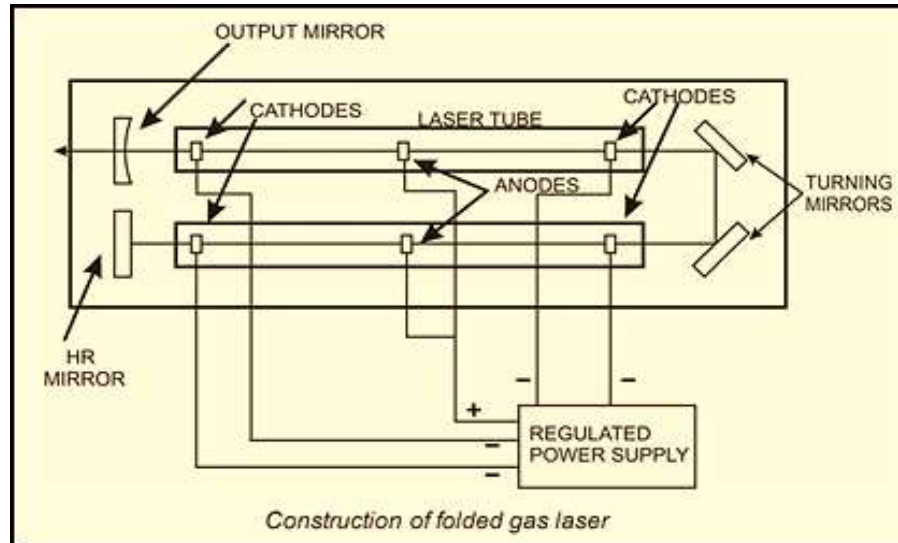 OUTPUT MIRROR
CATHODES
CATHODES
LASER TUBE
ANODES
TURNING
MIRRORS
HR
MIRROR
–
–
+
–
–
REGULATED
POWER SUPPLY
Construction of folded gas laser